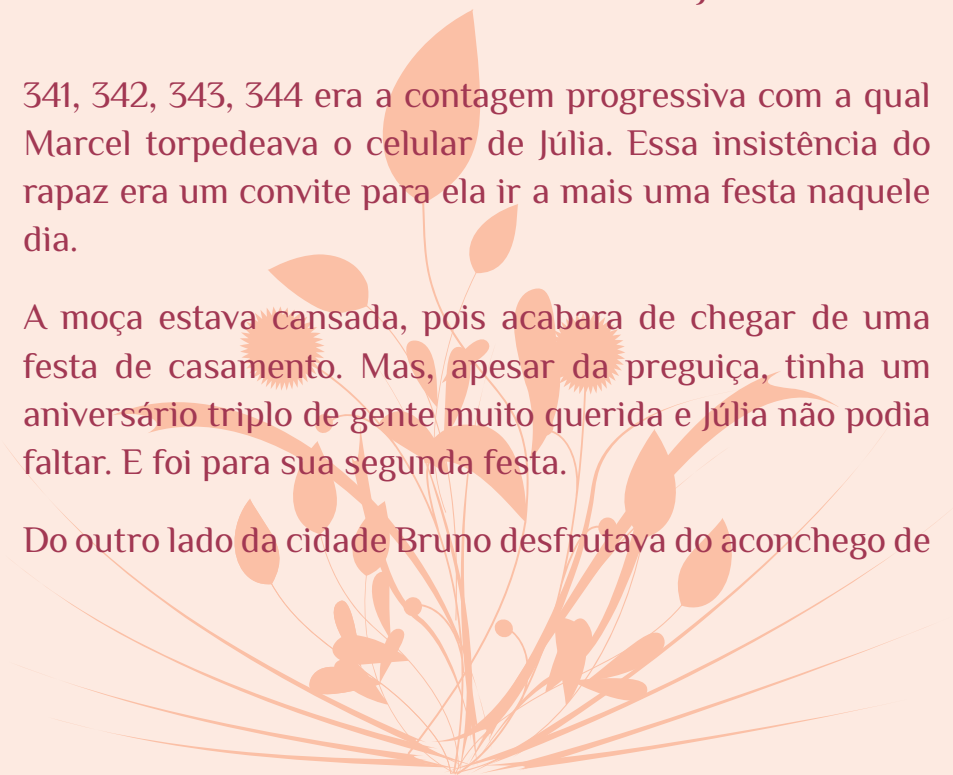 341, 342, 343, 344 era a contagem progressiva com a qual
Marcel torpedeava o celular de Júlia. Essa insistência do
rapaz era um convite para ela ir a mais uma festa naquele
dia.
A moça estava cansada, pois acabara de chegar de uma
festa de casamento. Mas, apesar da preguiça, tinha um
aniversário triplo de gente muito querida e Júlia não podia
faltar. E foi para sua segunda festa.
Do outro lado da cidade Bruno desfrutava do aconchego de